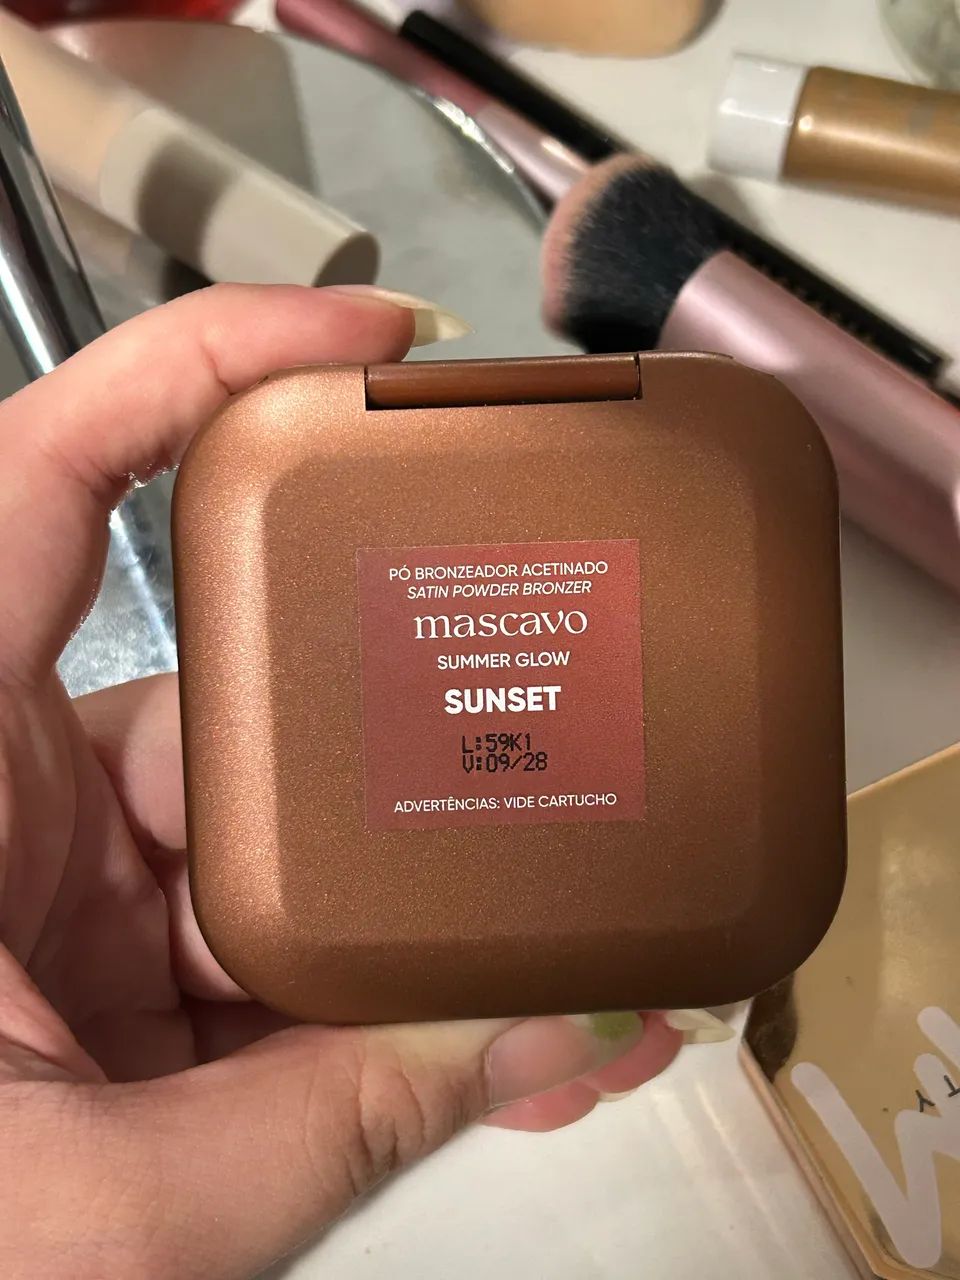 PÓ BRONZEADOR ACETINADO
SATIN POWDER BRONZER
mascavo
SUMMER GLOW
SUNSET
L:59K1
V:09/28
ADVERTÊNCIAS: VIDE CARTUCHO